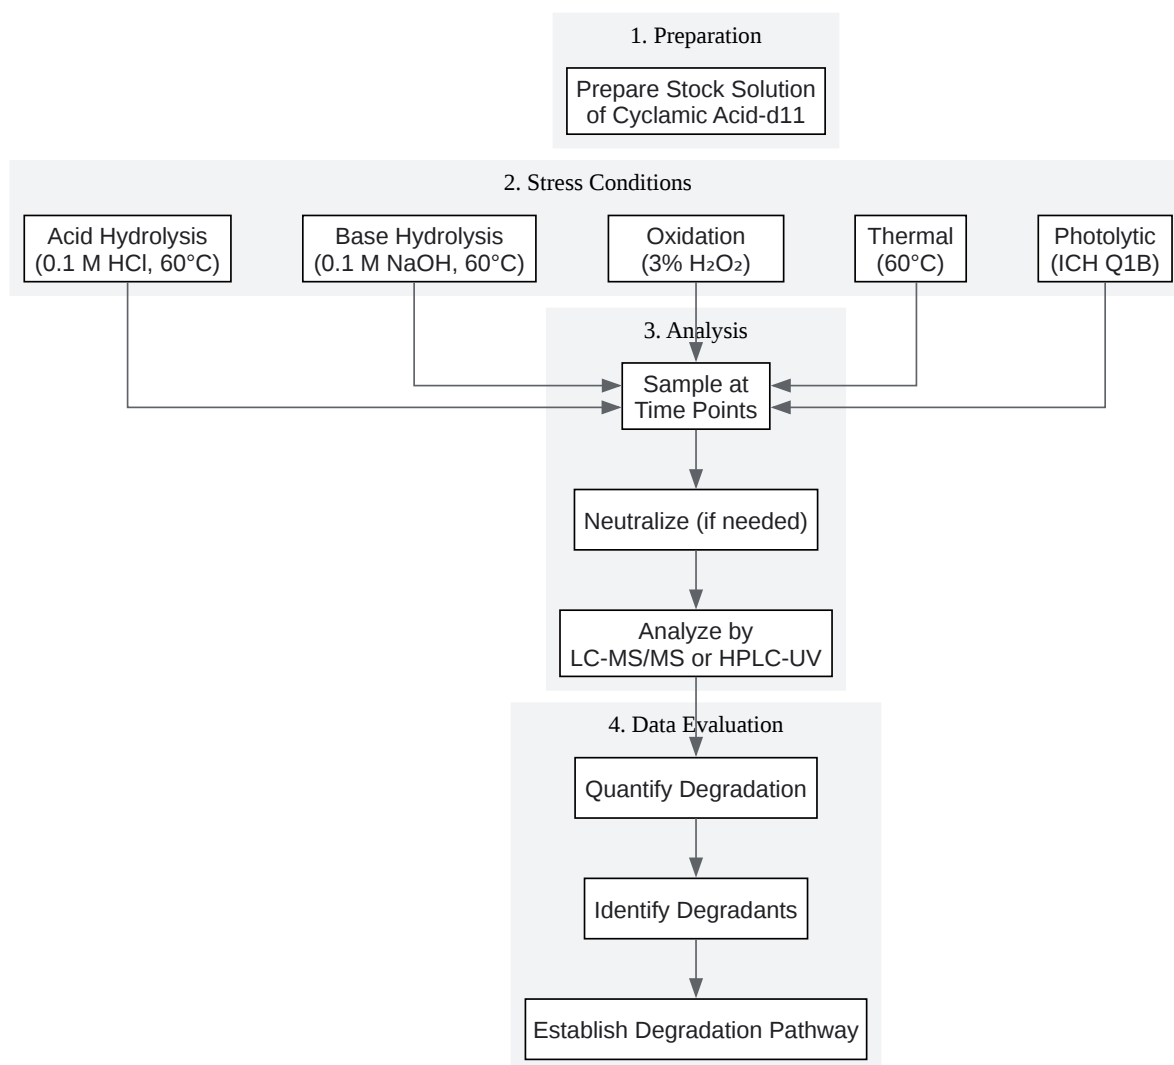 1. Preparation
Prepare Stock Solution
of Cyclamic Acid-d11
2. Stress Conditions
Acid Hydrolysis
(0.1 M HCl, 60°C)
Base Hydrolysis
(0.1 M NaOH, 60°C)
Oxidation
(3% H₂O₂)
Thermal
(60°C)
Photolytic
(ICH Q1B)
3. Analysis
Sample at
Time Points
Neutralize (if needed)
Analyze by
LC-MS/MS or HPLC-UV
4. Data Evaluation
Quantify Degradation
Identify Degradants
Establish Degradation Pathway